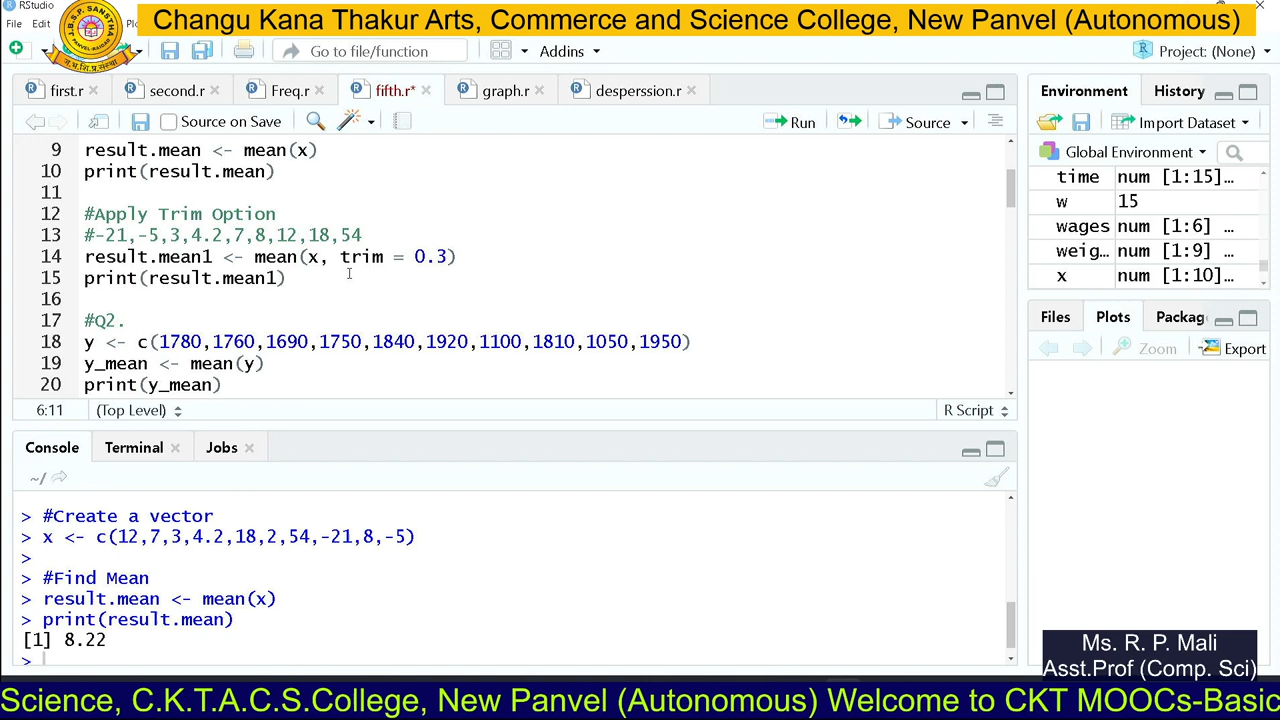 RStudio
Changu Kana Thakur Arts, Commerce and Science College, New Panvel (Autonomous)
File Edit
Go to file/function
Addins
Project: (None)
first.r
second.r
Freq.r
fifth.r*
graph.r
desperssion.r
Source on Save
Run
Source
9 result.mean <- mean(x)
10 print(result.mean)
11
12 #Apply Trim Option
13 #-21,-5,3,4.2,7,8,12,18,54
14 result.mean1 <- mean(x, trim = 0.3)
15 print(result.mean1)
16
17 #Q2.
18 y <- c(1780,1760,1690,1750,1840,1920,1100,1810,1050,1950)
19 y_mean <- mean(y)
20 print(y_mean)
6:11 (Top Level) R Script
Console Terminal Jobs
~/
> #Create a vector
> x <- c(12,7,3,4.2,18,2,54,-21,8,-5)
>
> #Find Mean
> result.mean <- mean(x)
> print(result.mean)
[1] 8.22
>
Environment History
Import Dataset
Global Environment
time num [1:15]…
w 15
wages num [1:6]…
weig… num [1:9]…
x num [1:10]…
Files Plots Packag
Zoom Export
Ms. R. P. Mali
Asst.Prof (Comp. Sci)
Science, C.K.T.A.C.S.College, New Panvel (Autonomous) Welcome to CKT MOOCs-Basic